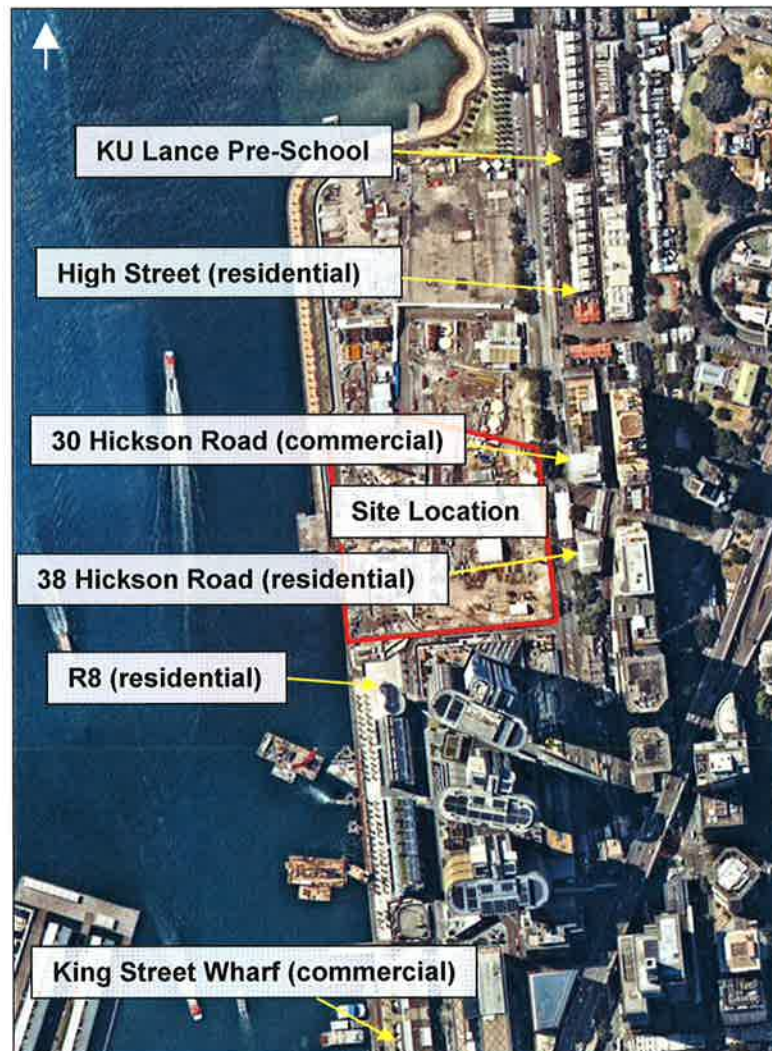 KU Lance Pre-School
High Street (residential)
30 Hickson Road (commercial)
Site Location
38 Hickson Road (residential)
R8 (residential)
King Street Wharf (commercial)